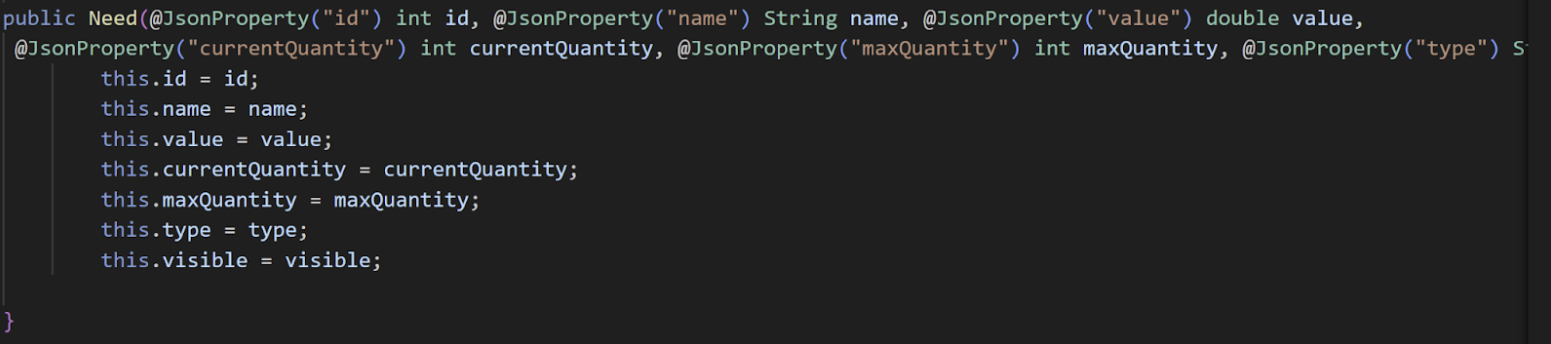 public Need(@JsonProperty("id") int id, @JsonProperty("name") String name, @JsonProperty("value") double value,
@JsonProperty("currentQuantity") int currentQuantity, @JsonProperty("maxQuantity") int maxQuantity, @JsonProperty("type")
this.id = id;
this.name = name;
this.value = value;
this.currentQuantity = currentQuantity;
this.maxQuantity = maxQuantity;
this.type = type;
this.visible = visible;
}